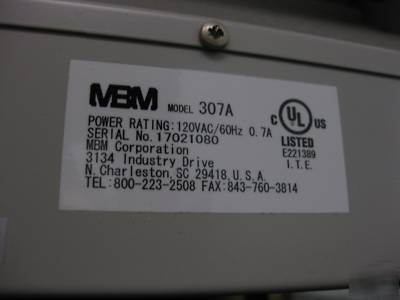 MBM MODEL 307A
POWER RATING:120VAC/60Hz 0.7A
SERIAL No.17021080
MBM Corporation
3134 Industry Drive
N. Charleston, SC 29418, U.S.A.
TEL:800-223-2508 FAX:843-760-3814
C UL US
LISTED
E221389
I.T.E.